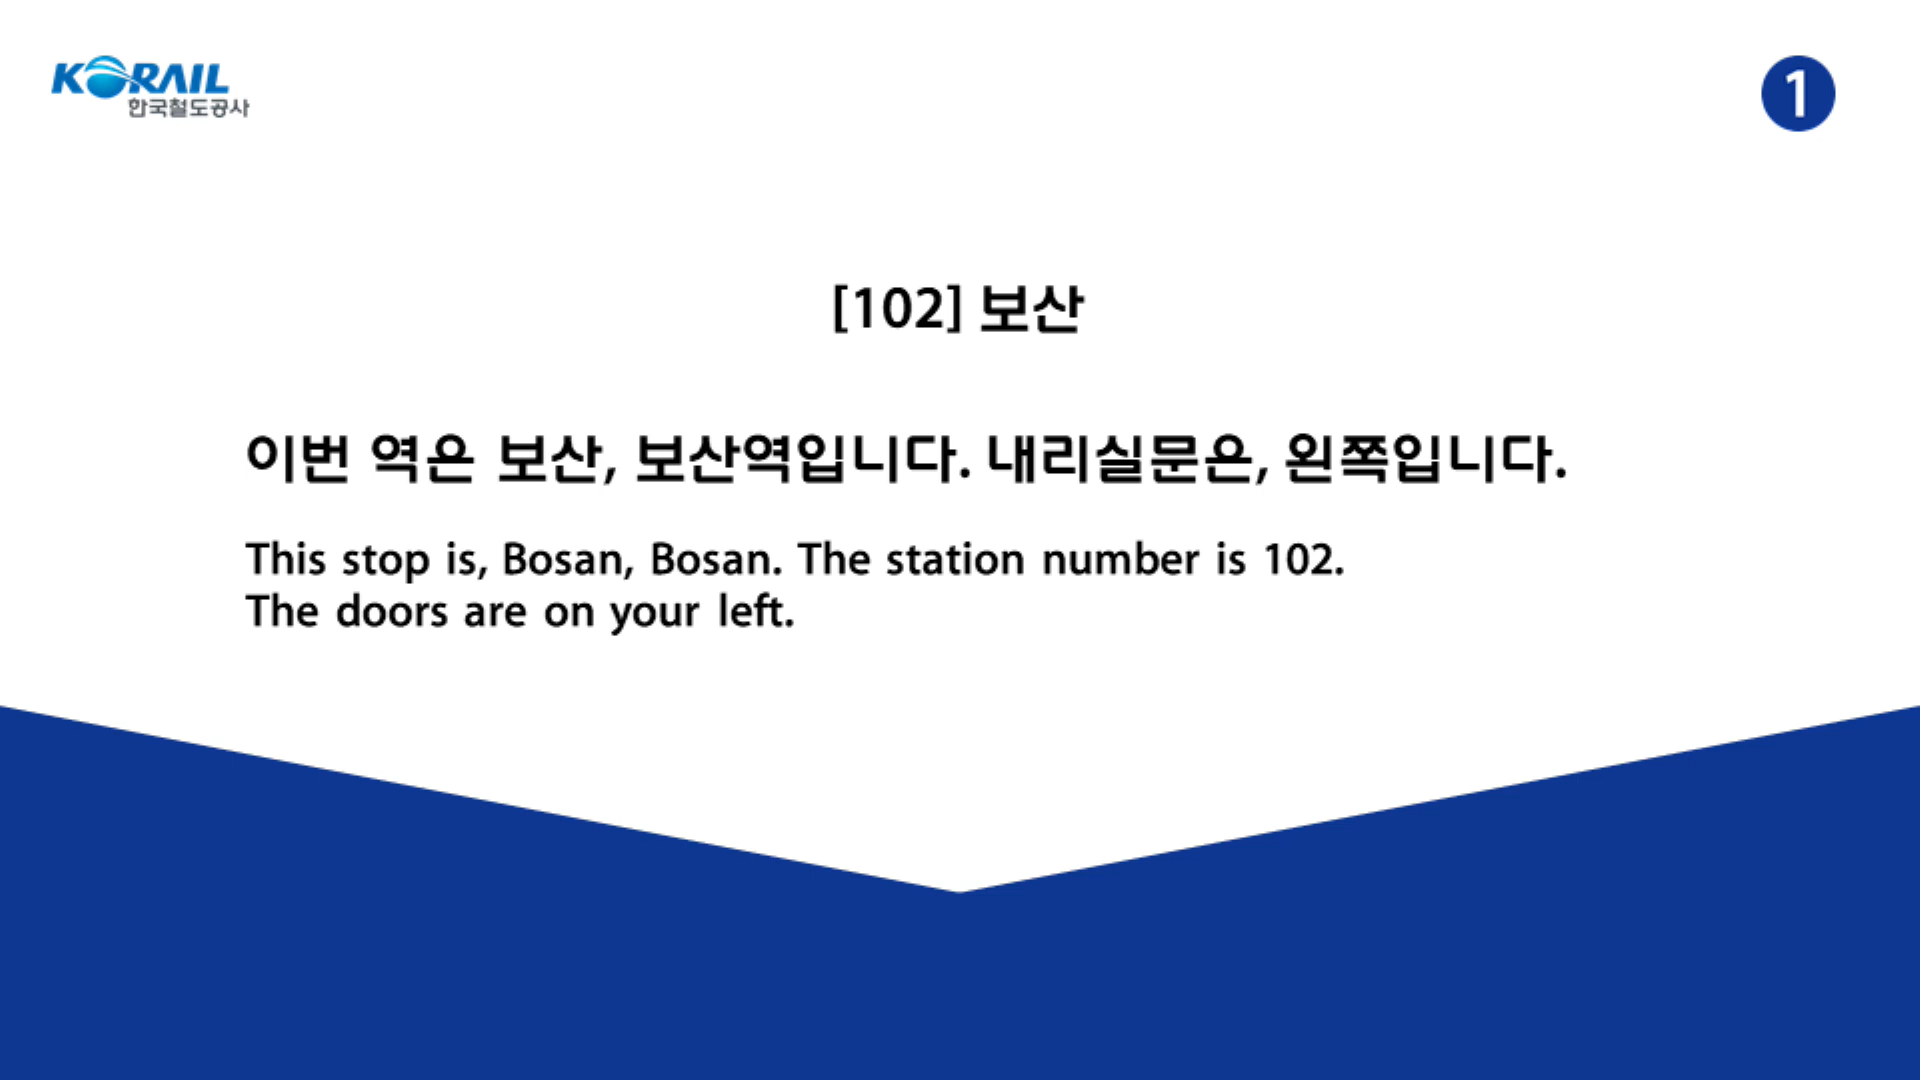 KORAIL
한국철도공사
1
[102] 보산
이번 역은 보산, 보산역입니다. 내리실문은, 왼쪽입니다.
This stop is, Bosan, Bosan. The station number is 102.
The doors are on your left.